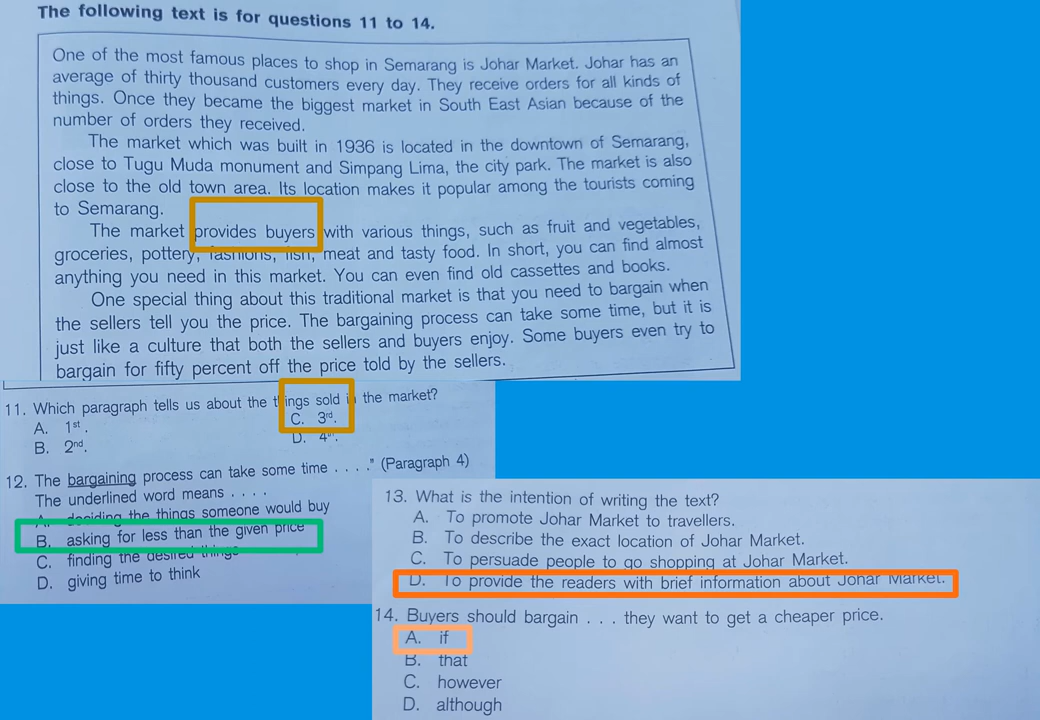 The following text is for questions 11 to 14.
One of the most famous places to shop in Semarang is Johar Market. Johar has an
average of thirty thousand customers every day. They receive orders for all kinds of
things. Once they became the biggest market in South East Asian because of the
number of orders they received.
The market which was built in 1936 is located in the downtown of Semarang,
close to Tugu Muda monument and Simpang Lima, the city park. The market is also
close to the old town area. Its location makes it popular among the tourists coming
to Semarang.
The market provides buyers with various things, such as fruit and vegetables,
groceries, pottery, fashions, fish, meat and tasty food. In short, you can find almost
anything you need in this market. You can even find old cassettes and books.
One special thing about this traditional market is that you need to bargain when
the sellers tell you the price. The bargaining process can take some time, but it is
just like a culture that both the sellers and buyers enjoy. Some buyers even try to
bargain for fifty percent off the price told by the sellers.
11. Which paragraph tells us about the things sold in the market?
A. 1st.
B. 2nd.
C. 3rd.
D. 4th.
12. The bargaining process can take some time . . . ." (Paragraph 4)
The underlined word means . . . .
A. deciding the things someone would buy
B. asking for less than the given price
C. finding the desired things
D. giving time to think
13. What is the intention of writing the text?
A. To promote Johar Market to travellers.
B. To describe the exact location of Johar Market.
C. To persuade people to go shopping at Johar Market.
D. To provide the readers with brief information about Johar Market.
14. Buyers should bargain . . . they want to get a cheaper price.
A. if
B. that
C. however
D. although